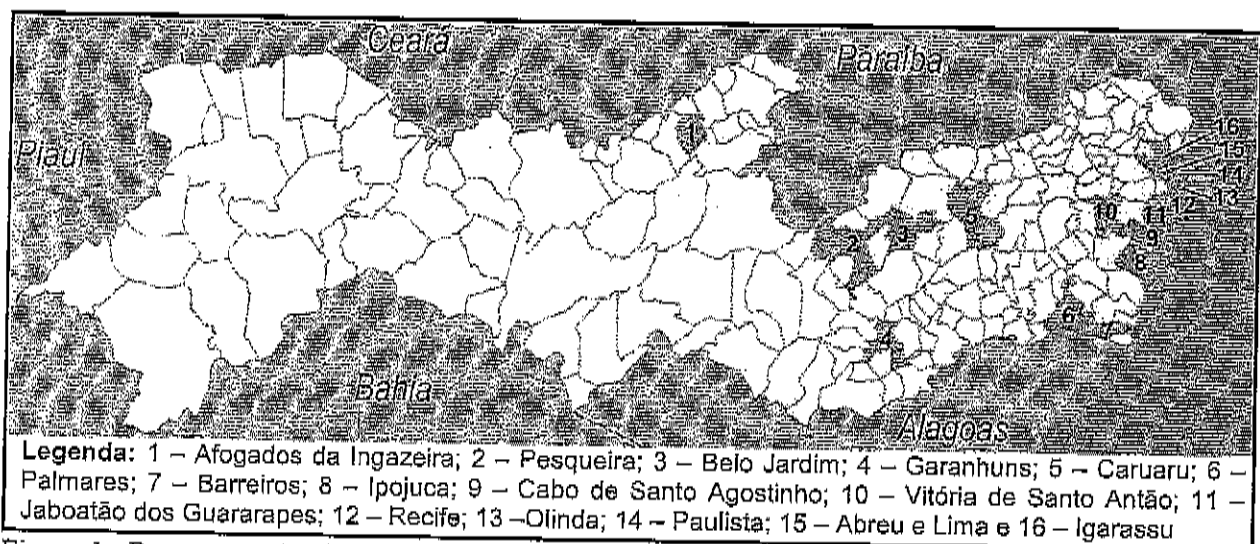 Ceará
Paraíba
Piauí
1
16
15
14
13
12
11
10
9
8
5
3
2
6
7
4
Bahia
Alagoas
Legenda: 1 – Afogados da Ingazeira; 2 – Pesqueira; 3 – Belo Jardim; 4 – Garanhuns; 5 – Caruaru; 6 –
Palmares; 7 – Barreiros; 8 – Ipojuca; 9 – Cabo de Santo Agostinho; 10 – Vitória de Santo Antão; 11 –
Jaboatão dos Guararapes; 12 – Recife; 13 –Olinda; 14 – Paulista; 15 – Abreu e Lima e 16 – Igarassu